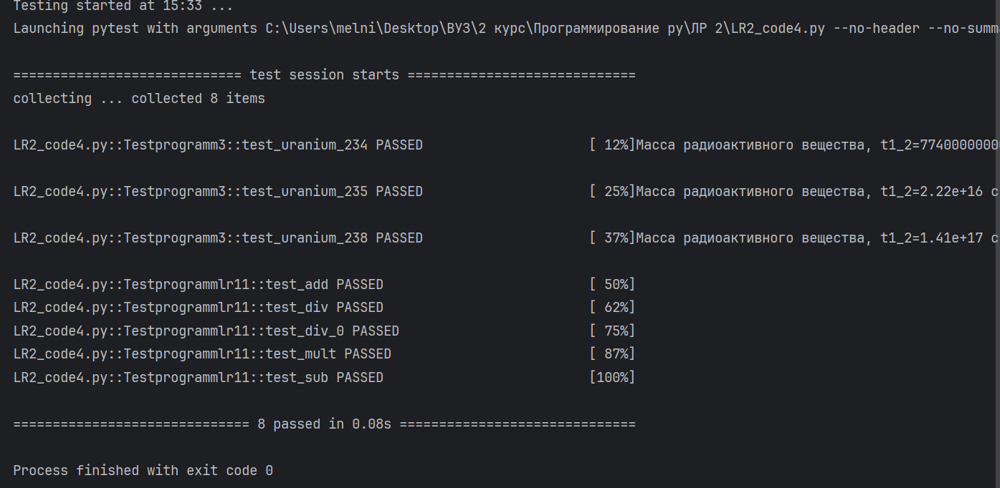 Testing started at 15:33 ...
Launching pytest with arguments C:\Users\melni\Desktop\ВУЗ\2 курс\Программирование py\ЛР 2\LR2_code4.py --no-header --no-summ
============================= test session starts =============================
collecting ... collected 8 items
LR2_code4.py::Testprogramm3::test_uranium_234 PASSED                     [ 12%]Масса радиоактивного вещества, t1_2=7740000000
LR2_code4.py::Testprogramm3::test_uranium_235 PASSED                     [ 25%]Масса радиоактивного вещества, t1_2=2.22e+16 с
LR2_code4.py::Testprogramm3::test_uranium_238 PASSED                     [ 37%]Масса радиоактивного вещества, t1_2=1.41e+17 с
LR2_code4.py::Testprogrammlr11::test_add PASSED                          [ 50%]
LR2_code4.py::Testprogrammlr11::test_div PASSED                          [ 62%]
LR2_code4.py::Testprogrammlr11::test_div_0 PASSED                        [ 75%]
LR2_code4.py::Testprogrammlr11::test_mult PASSED                         [ 87%]
LR2_code4.py::Testprogrammlr11::test_sub PASSED                          [100%]
============================== 8 passed in 0.08s ==============================
Process finished with exit code 0